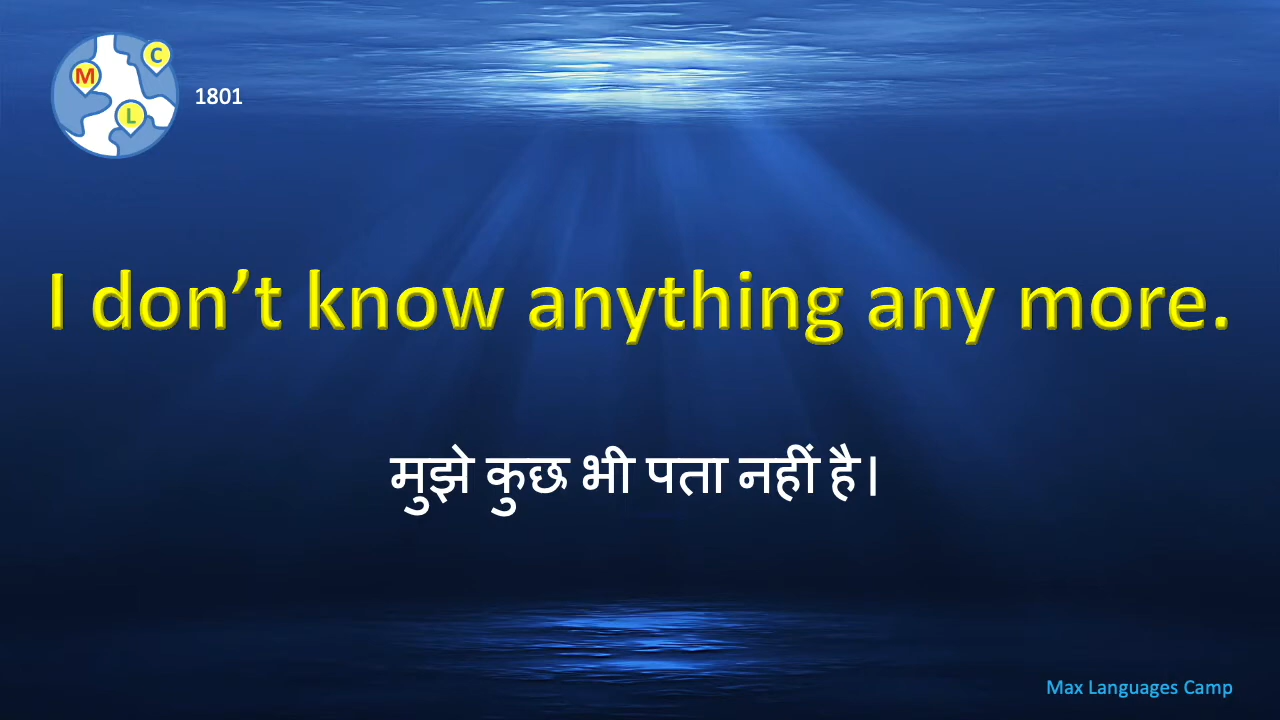 C
M
L
1801
I don’t know anything any more.
मुझे कुछ भी पता नहीं है।
Max Languages Camp